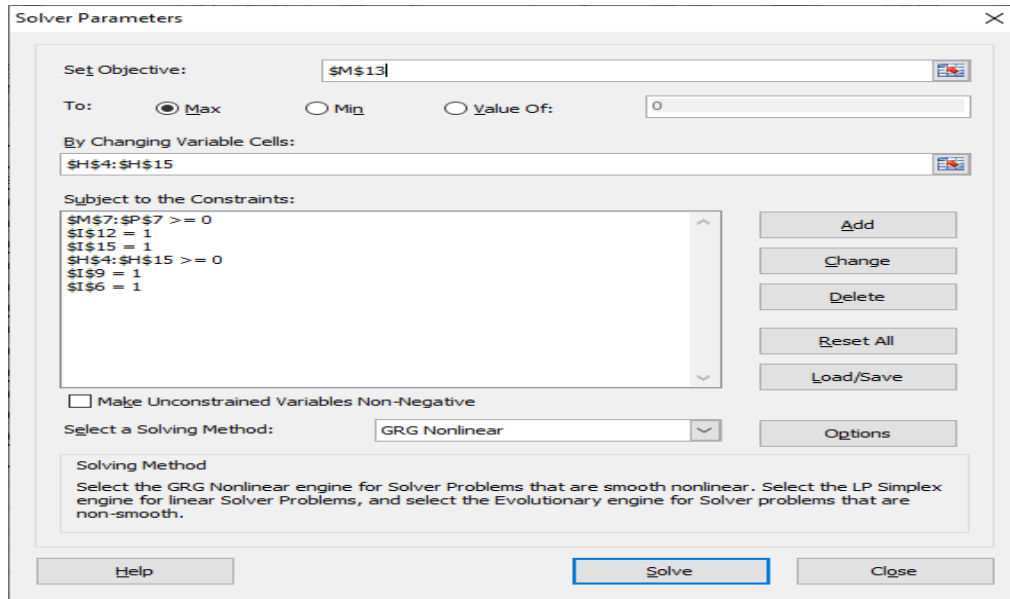 Solver Parameters
Set Objective: $M$13
To: Max Min Value Of: 0
By Changing Variable Cells:
$H$4:$H$15
Subject to the Constraints:
$M$7:$P$7 >= 0
$I$12 = 1
$I$15 = 1
$H$4:$H$15 >= 0
$I$9 = 1
$I$6 = 1
Add
Change
Delete
Reset All
Load/Save
Make Unconstrained Variables Non-Negative
Select a Solving Method: GRG Nonlinear Options
Solving Method
Select the GRG Nonlinear engine for Solver Problems that are smooth nonlinear. Select the LP Simplex
engine for linear Solver Problems, and select the Evolutionary engine for Solver problems that are
non-smooth.
Help Solve Close